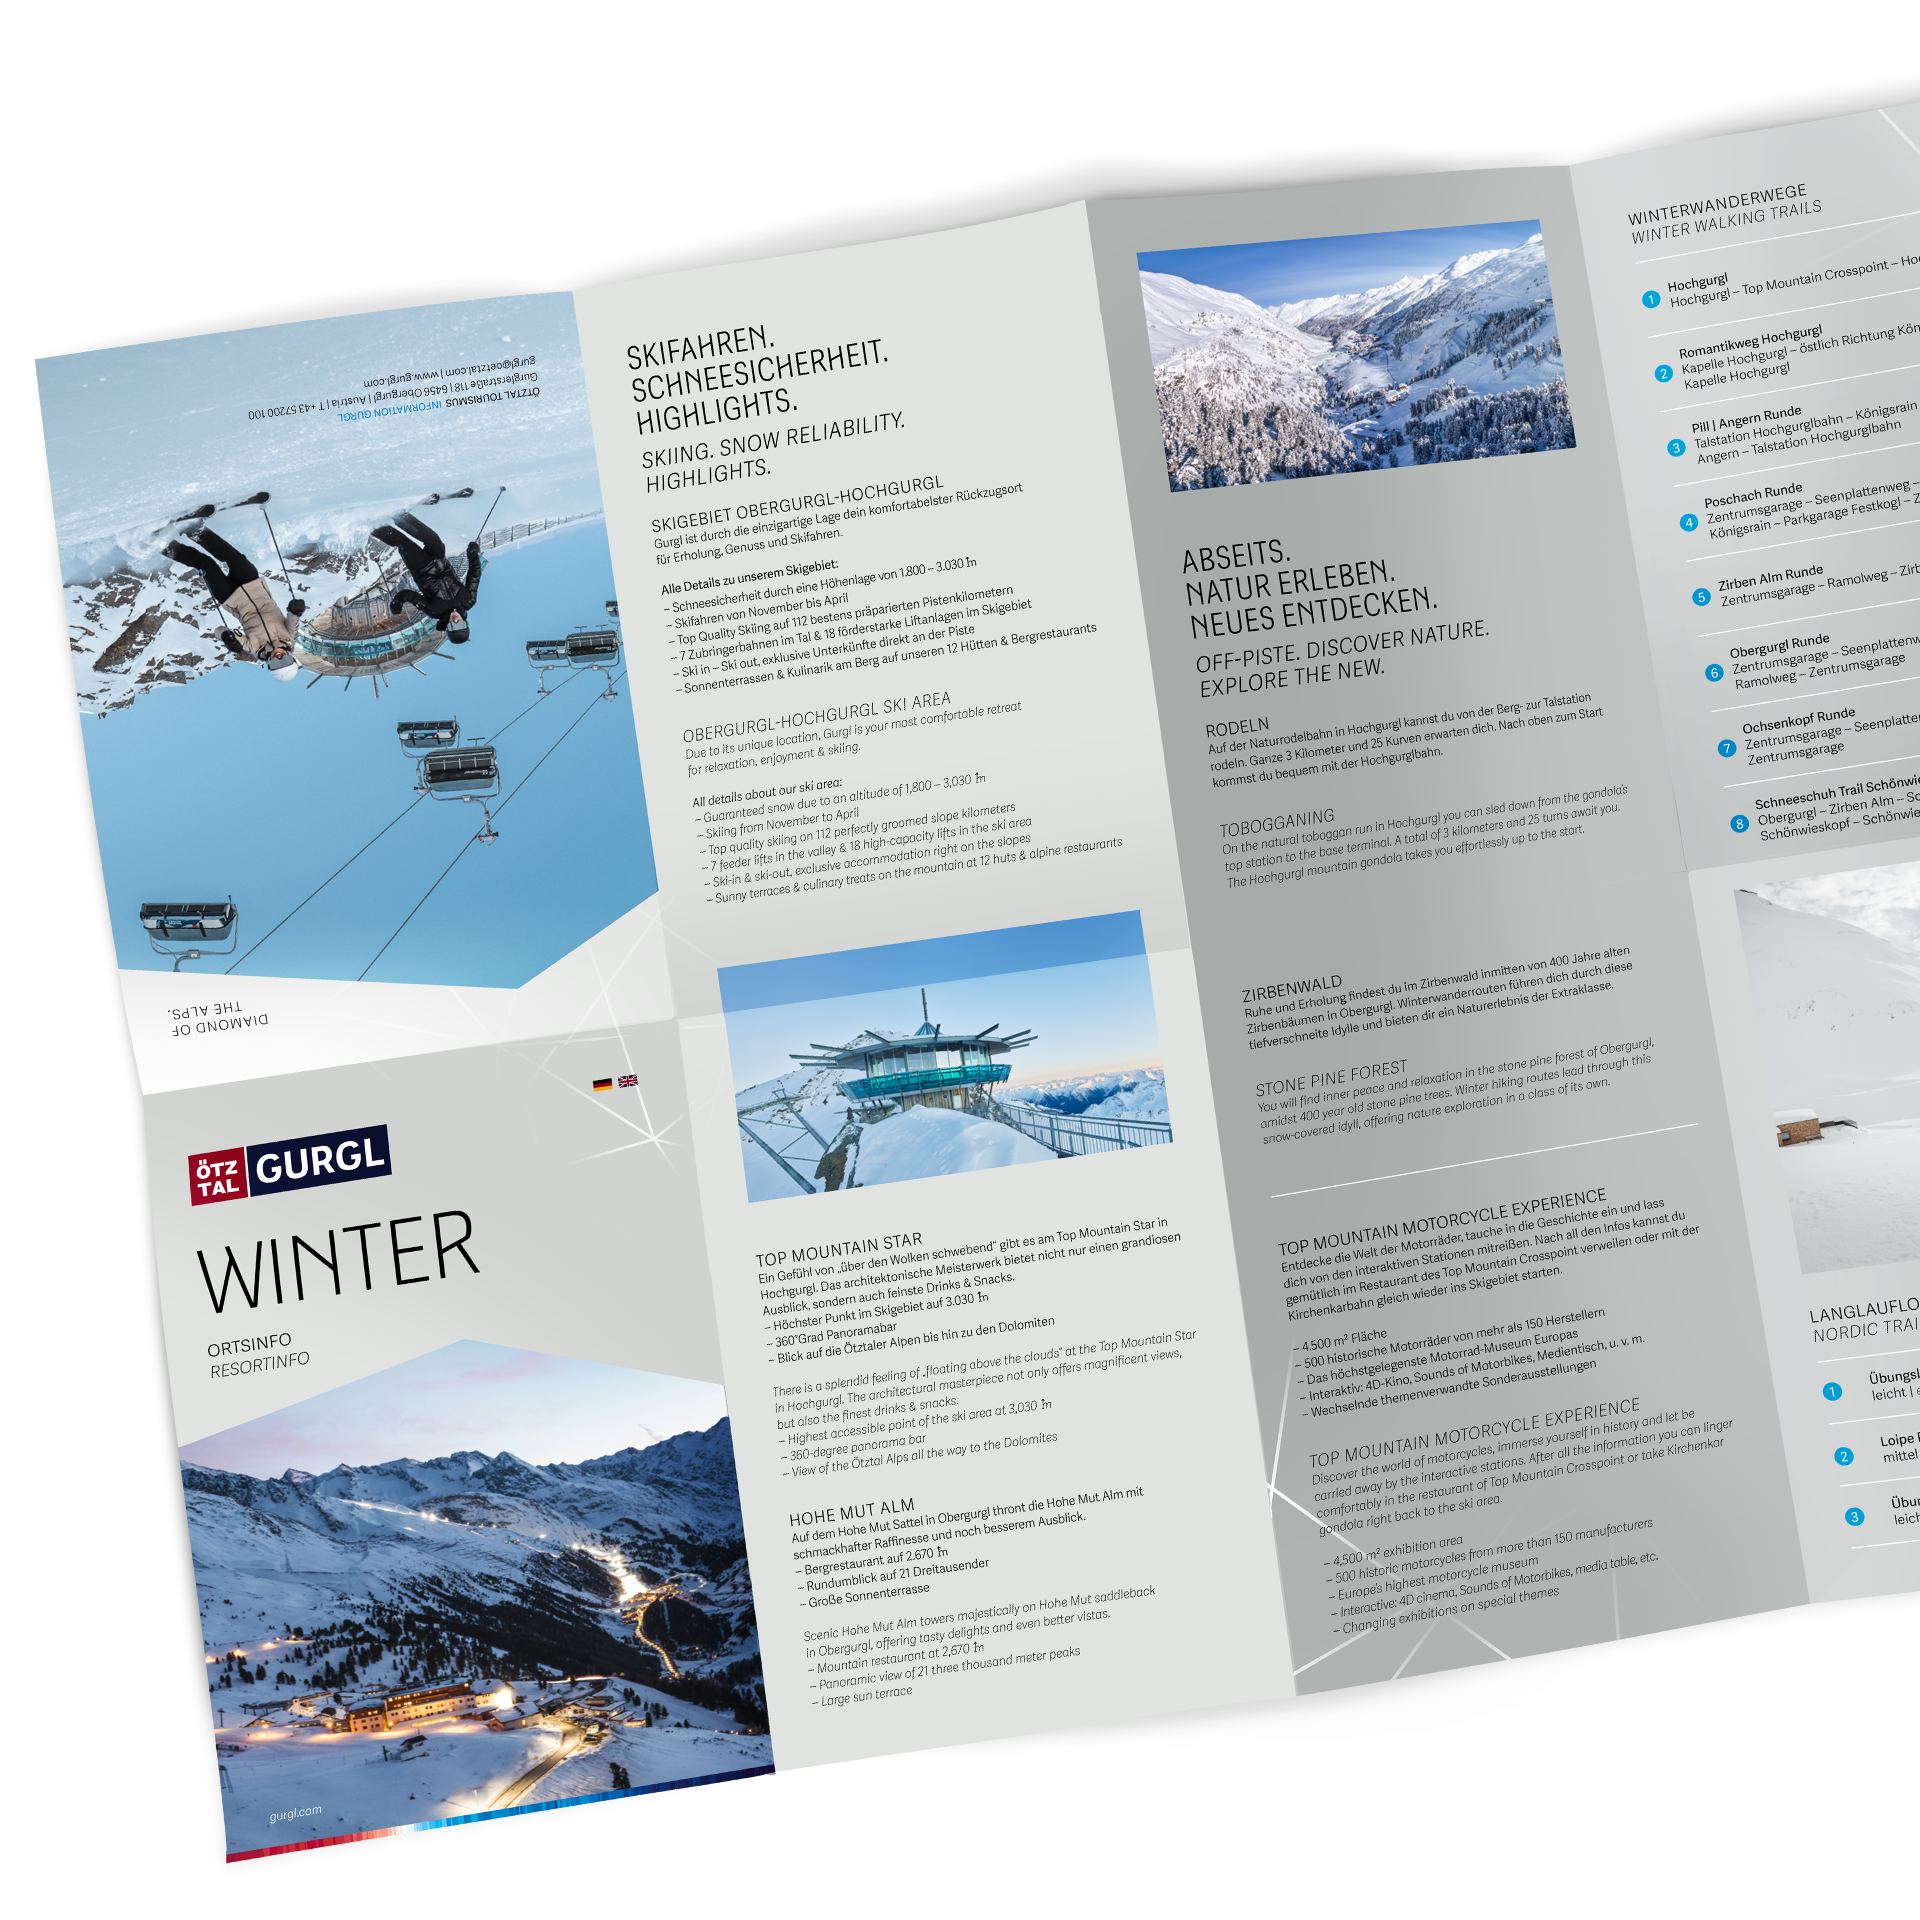 ÖTZTAL TOURISMUS INFORMATION GURGL
Gurglerstraße 118 | 6456 Obergurgl | Austria | T +43 57200 100
gurgl@oetztal.com | www.gurgl.com
DIAMOND OF
THE ALPS.
ÖTZ
TAL
GURGL
WINTER
ORTSINFO
RESORTINFO
gurgl.com
SKIFAHREN.
SCHNEESICHERHEIT.
HIGHLIGHTS.
SKIING. SNOW RELIABILITY.
HIGHLIGHTS.
SKIGEBIET OBERGURGL-HOCHGURGL
Gurgl ist durch die einzigartige Lage dein komfortabelster Rückzugsort
für Erholung, Genuss und Skifahren.
Alle Details zu unserem Skigebiet:
– Schneesicherheit durch eine Höhenlage von 1.800 – 3.030 m
– Skifahren von November bis April
– Top Quality Skiing auf 112 bestens präparierten Pistenkilometern
– 7 Zubringerbahnen im Tal & 18 förderstarke Liftanlagen im Skigebiet
– Ski in – Ski out, exklusive Unterkünfte direkt an der Piste
– Sonnenterrassen & Kulinarik am Berg auf unseren 12 Hütten & Bergrestaurants
OBERGURGL-HOCHGURGL SKI AREA
Due to its unique location, Gurgl is your most comfortable retreat
for relaxation, enjoyment & skiing.
All details about our ski area:
– Guaranteed snow due to an altitude of 1,800 – 3,030 m
– Skiing from November to April
– Top quality skiing on 112 perfectly groomed slope kilometers
– 7 feeder lifts in the valley & 18 high-capacity lifts in the ski area
– Ski-in & ski-out, exclusive accommodation right on the slopes
– Sunny terraces & culinary treats on the mountain at 12 huts & alpine restaurants
TOP MOUNTAIN STAR
Ein Gefühl von „über den Wolken schwebend“ gibt es am Top Mountain Star in
Hochgurgl. Das architektonische Meisterwerk bietet nicht nur einen grandiosen
Ausblick, sondern auch feinste Drinks & Snacks.
– Höchster Punkt im Skigebiet auf 3.030 m
– 360°Grad Panoramabar
– Blick auf die Ötztaler Alpen bis hin zu den Dolomiten
There is a splendid feeling of „floating above the clouds“ at the Top Mountain Star
in Hochgurgl. The architectural masterpiece not only offers magnificent views,
but also the finest drinks & snacks.
– Highest accessible point of the ski area at 3,030 m
– 360-degree panorama bar
– View of the Ötztal Alps all the way to the Dolomites
HOHE MUT ALM
Auf dem Hohe Mut Sattel in Obergurgl thront die Hohe Mut Alm mit
schmackhafter Raffinesse und noch besserem Ausblick.
– Bergrestaurant auf 2.670 m
– Rundumblick auf 21 Dreitausender
– Große Sonnenterrasse
Scenic Hohe Mut Alm towers majestically on Hohe Mut saddleback
in Obergurgl, offering tasty delights and even better vistas.
– Mountain restaurant at 2,670 m
– Panoramic view of 21 three thousand meter peaks
– Large sun terrace
ABSEITS.
NATUR ERLEBEN.
NEUES ENTDECKEN.
OFF-PISTE. DISCOVER NATURE.
EXPLORE THE NEW.
RODELN
Auf der Naturrodelbahn in Hochgurgl kannst du von der Berg- zur Talstation
rodeln. Ganze 3 Kilometer und 25 Kurven erwarten dich. Nach oben zum Start
kommst du bequem mit der Hochgurglbahn.
TOBOGGANING
On the natural toboggan run in Hochgurgl you can sled down from the gondola's
top station to the base terminal. A total of 3 kilometers and 25 turns await you.
The Hochgurgl mountain gondola takes you effortlessly up to the start.
ZIRBENWALD
Ruhe und Erholung findest du im Zirbenwald inmitten von 400 Jahre alten
Zirbenbäumen in Obergurgl. Winterwanderrouten führen dich durch diese
tiefverschneite Idylle und bieten dir ein Naturerlebnis der Extraklasse.
STONE PINE FOREST
You will find inner peace and relaxation in the stone pine forest of Obergurgl,
amidst 400 year old stone pine trees. Winter hiking routes lead through this
snow-covered idyll, offering nature exploration in a class of its own.
TOP MOUNTAIN MOTORCYCLE EXPERIENCE
Entdecke die Welt der Motorräder, tauche in die Geschichte ein und lass
dich von den interaktiven Stationen mitreißen. Nach all den Infos kannst du
gemütlich im Restaurant des Top Mountain Crosspoint verweilen oder mit der
Kirchenkarbahn gleich wieder ins Skigebiet starten.
– 4.500 m² Fläche
– 500 historische Motorräder von mehr als 150 Herstellern
– Das höchstgelegenste Motorrad-Museum Europas
– Interaktiv: 4D-Kino, Sounds of Motorbikes, Medientisch, u. v. m.
– Wechselnde themenverwandte Sonderausstellungen
TOP MOUNTAIN MOTORCYCLE EXPERIENCE
Discover the world of motorcycles, immerse yourself in history and let be
carried away by the interactive stations. After all the information you can linger
comfortably in the restaurant of Top Mountain Crosspoint or take Kirchenkar
gondola right back to the ski area.
– 4,500 m² exhibition area
– 500 historic motorcycles from more than 150 manufacturers
– Europe's highest motorcycle museum
– Interactive: 4D cinema, Sounds of Motorbikes, media table, etc.
– Changing exhibitions on special themes
WINTERWANDERWEGE
WINTER WALKING TRAILS
1 Hochgurgl
Hochgurgl – Top Mountain Crosspoint –
2 Romantikweg Hochgurgl
Kapelle Hochgurgl – östlich Richtung
Kapelle Hochgurgl
3 Pill | Angern Runde
Talstation Hochgurglbahn – Königsrain
Angern – Talstation Hochgurglbahn
4 Poschach Runde
Zentrumsgarage – Seenplattenweg –
Königsrain – Parkgarage Festkogl –
5 Zirben Alm Runde
Zentrumsgarage – Ramolweg –
6 Obergurgl Runde
Zentrumsgarage –
Ramolweg – Zentrumsgarage
7 Ochsenkopf Runde
Zentrumsgarage –
Zentrumsgarage
8 Schneeschuh Trail
Obergurgl – Zirben Alm –
Schönwieskopf –
LANGLAUFLO
NORDIC TRAI
1
leicht |
2 Loipe
mittel
3